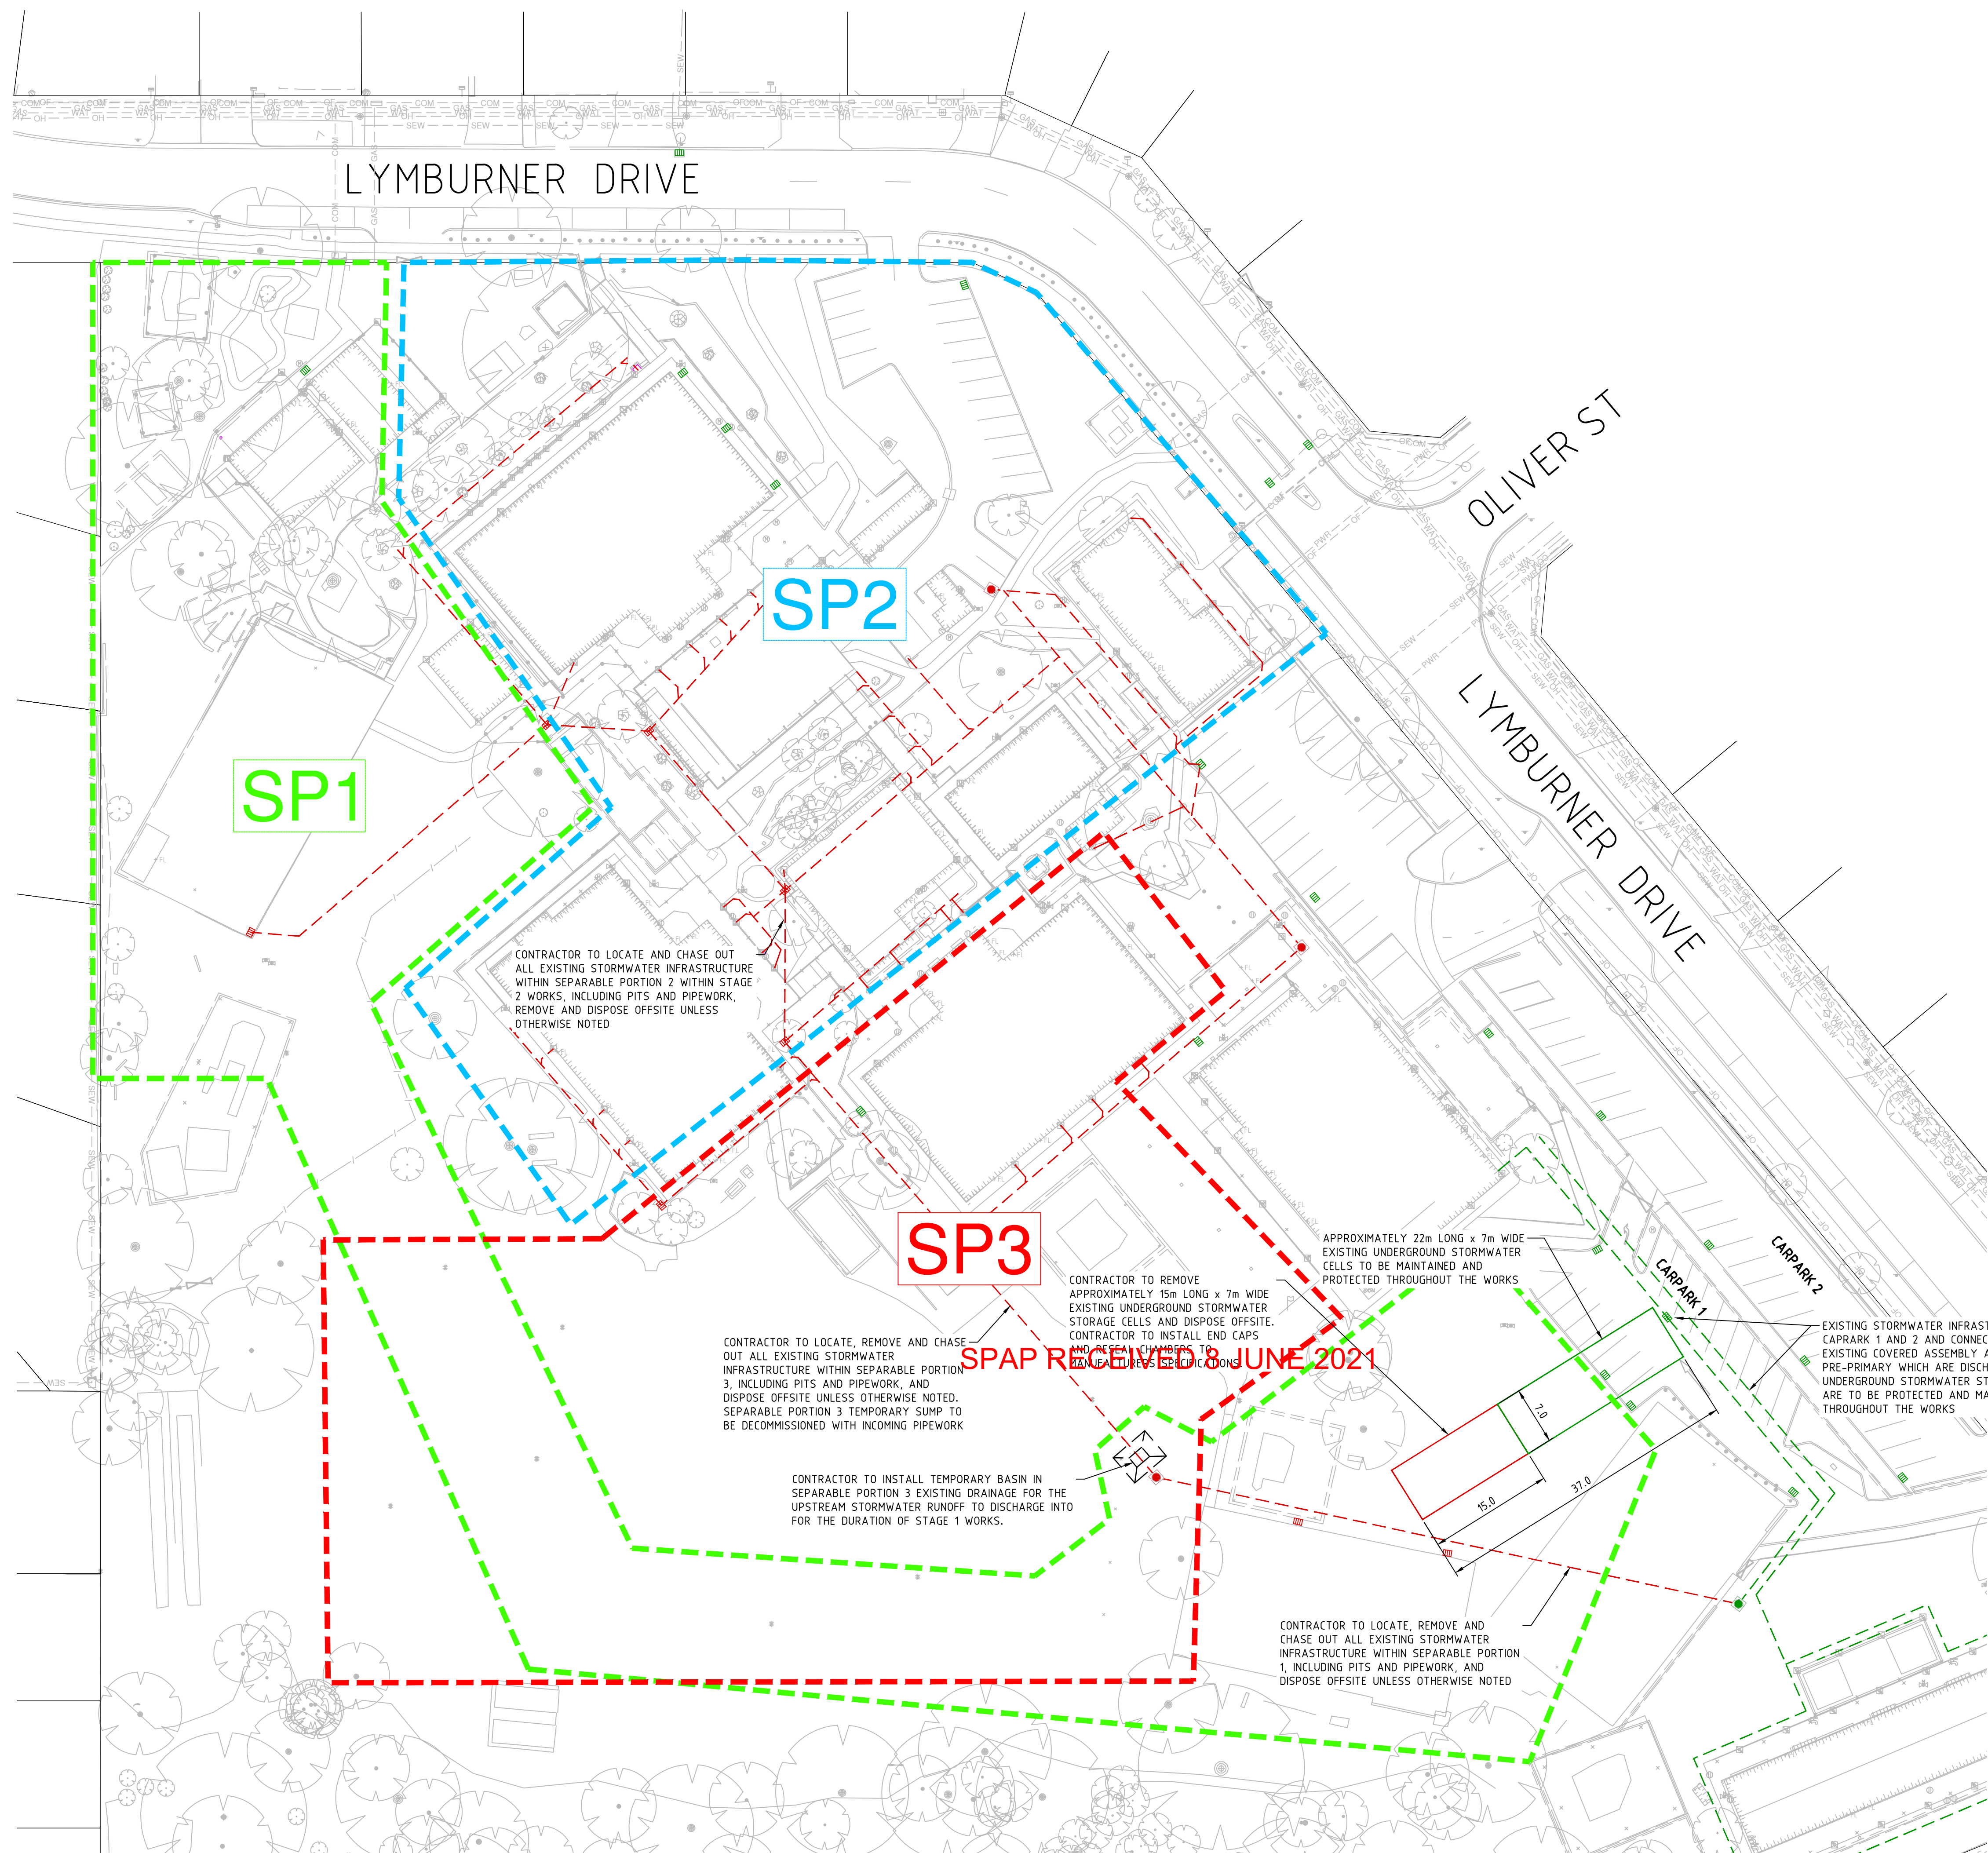 LYMBURNER DRIVE
OLIVER ST
LYMBURNER DRIVE
SP2
SP1
SP3
CONTRACTOR TO LOCATE AND CHASE OUT
ALL EXISTING STORMWATER INFRASTRUCTURE
WITHIN SEPARABLE PORTION 2 WITHIN STAGE
2 WORKS, INCLUDING PITS AND PIPEWORK,
REMOVE AND DISPOSE OFFSITE UNLESS
OTHERWISE NOTED
APPROXIMATELY 22m LONG x 7m WIDE
EXISTING UNDERGROUND STORMWATER
CELLS TO BE MAINTAINED AND
PROTECTED THROUGHOUT THE WORKS
CARPARK 1
CARPARK 2
CONTRACTOR TO REMOVE
APPROXIMATELY 15m LONG x 7m WIDE
EXISTING UNDERGROUND STORMWATER
STORAGE CELLS AND DISPOSE OFFSITE.
CONTRACTOR TO INSTALL END CAPS
AND RESEAL CHAMBERS TO
MANUFACTURERS SPECIFICATIONS.
SPAP RECEIVED 8 JUNE 2021
EXISTING STORMWATER INFRAST
CAPRARK 1 AND 2 AND CONNEC
EXISTING COVERED ASSEMBLY A
PRE-PRIMARY WHICH ARE DISCH
UNDERGROUND STORMWATER ST
ARE TO BE PROTECTED AND MA
THROUGHOUT THE WORKS
CONTRACTOR TO LOCATE, REMOVE AND CHASE
OUT ALL EXISTING STORMWATER
INFRASTRUCTURE WITHIN SEPARABLE PORTION
3, INCLUDING PITS AND PIPEWORK, AND
DISPOSE OFFSITE UNLESS OTHERWISE NOTED.
SEPARABLE PORTION 3 TEMPORARY SUMP TO
BE DECOMMISSIONED WITH INCOMING PIPEWORK
7.0
15.0
37.0
CONTRACTOR TO INSTALL TEMPORARY BASIN IN
SEPARABLE PORTION 3 EXISTING DRAINAGE FOR THE
UPSTREAM STORMWATER RUNOFF TO DISCHARGE INTO
FOR THE DURATION OF STAGE 1 WORKS.
CONTRACTOR TO LOCATE, REMOVE AND
CHASE OUT ALL EXISTING STORMWATER
INFRASTRUCTURE WITHIN SEPARABLE PORTION
1, INCLUDING PITS AND PIPEWORK, AND
DISPOSE OFFSITE UNLESS OTHERWISE NOTED